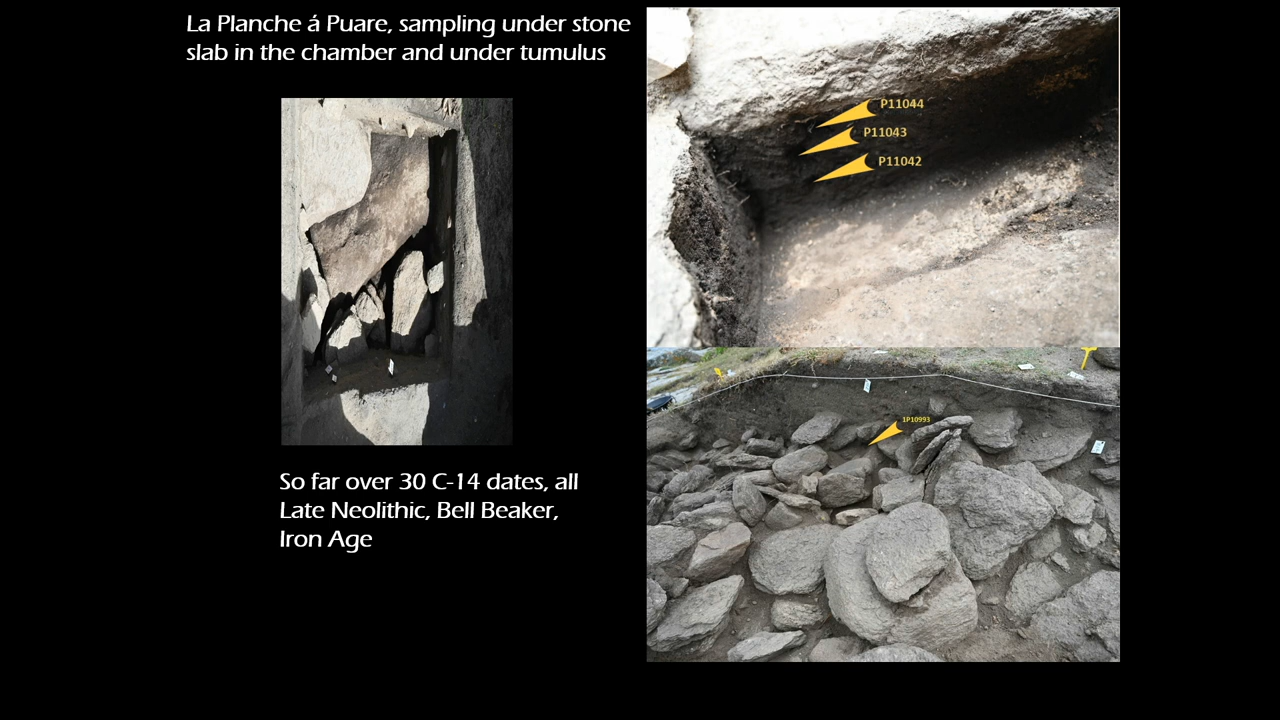 La Planche á Puare, sampling under stone
slab in the chamber and under tumulus
P11044
P11043
P11042
1P10993
So far over 30 C-14 dates, all
Late Neolithic, Bell Beaker,
Iron Age